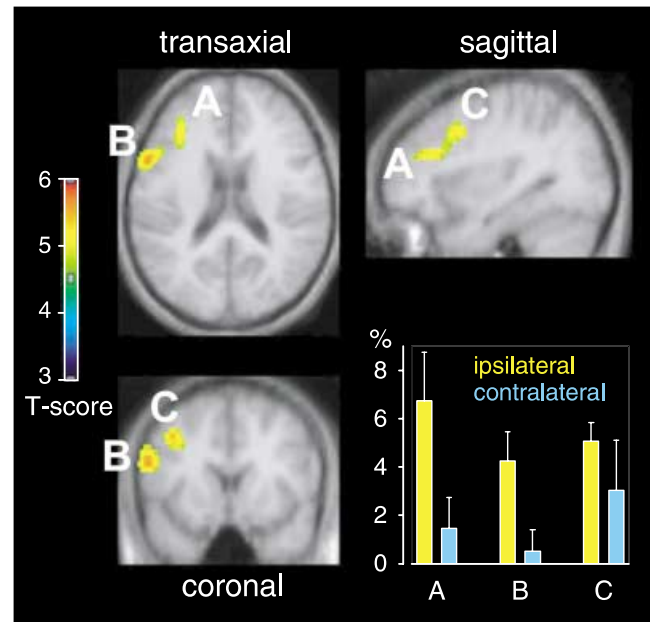 transaxial
sagittal
A
B
C
A
6
5
4
3
T-score
C
B
coronal
%
8
6
4
2
0
ipsilateral
contralateral
A B C